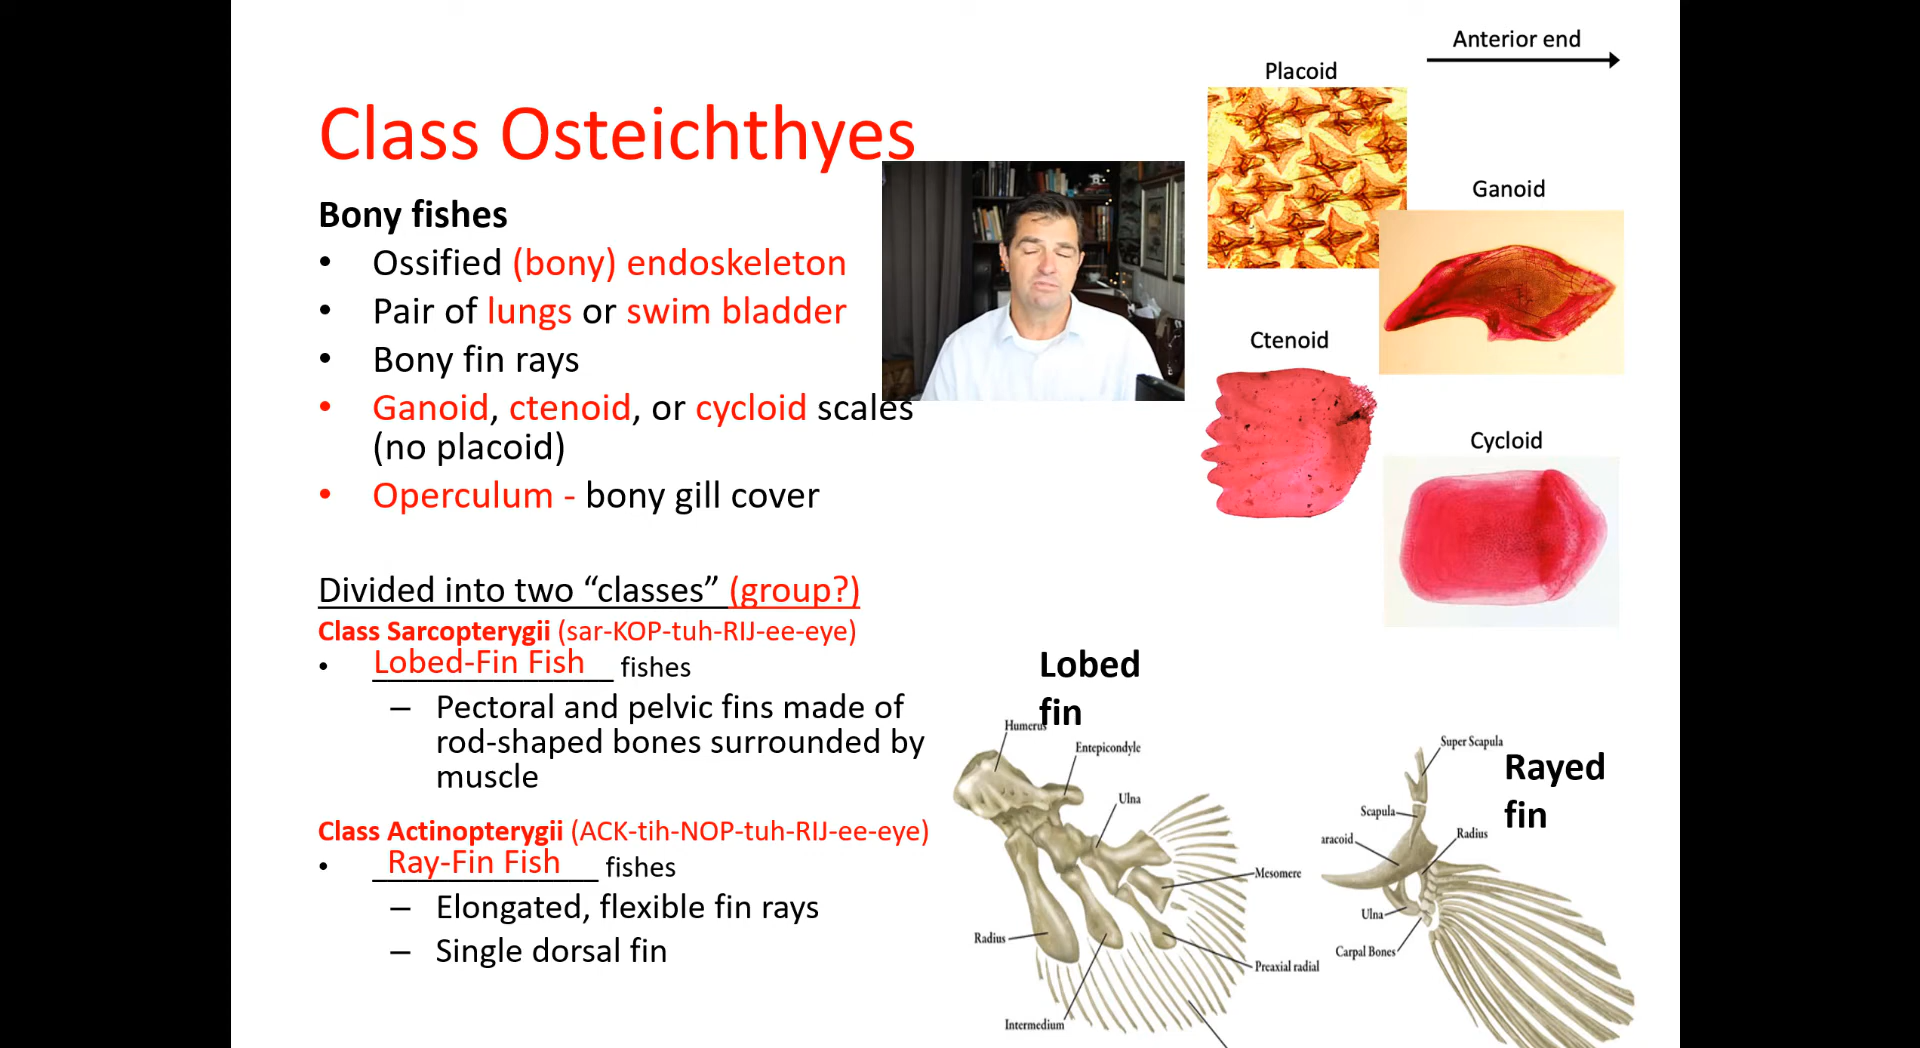 Class Osteichthyes
Bony fishes
• Ossified (bony) endoskeleton
• Pair of lungs or swim bladder
• Bony fin rays
• Ganoid, ctenoid, or cycloid scales
(no placoid)
• Operculum - bony gill cover
Divided into two “classes” (group?)
Class Sarcopterygii (sar-KOP-tuh-RIJ-ee-eye)
• Lobed-Fin Fish fishes
– Pectoral and pelvic fins made of
rod-shaped bones surrounded by
muscle
Class Actinopterygii (ACK-tih-NOP-tuh-RIJ-ee-eye)
• Ray-Fin Fish fishes
– Elongated, flexible fin rays
– Single dorsal fin
Anterior end
Placoid
Ganoid
Ctenoid
Cycloid
Lobed
fin
Humerus
Entepicondyle
Ulna
Mesomere
Radius
Preaxial radial
Intermedium
Super Scapula
Rayed
fin
Scapula
Radius
aracoid
Ulna
Carpal Bones